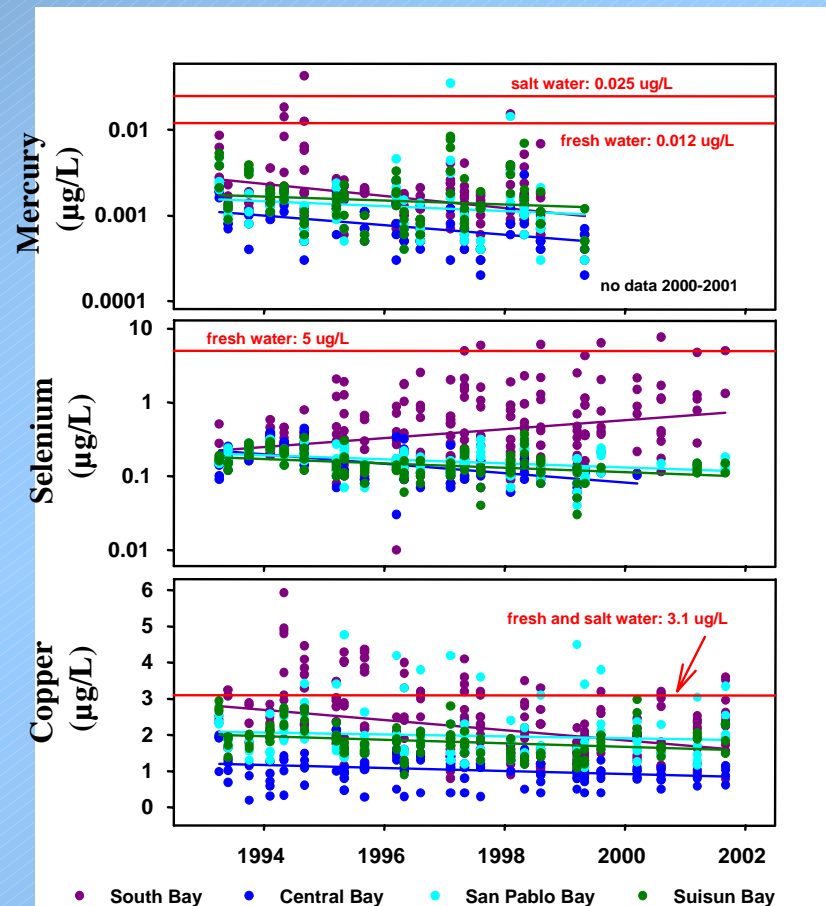 Mercury
(µg/L)
0.01
0.001
0.0001
salt water: 0.025 ug/L
fresh water: 0.012 ug/L
no data 2000-2001
Selenium
(µg/L)
10
1
0.1
0.01
fresh water: 5 ug/L
Copper
(µg/L)
6
5
4
3
2
1
0
fresh and salt water: 3.1 ug/L
1994 1996 1998 2000 2002
South Bay Central Bay San Pablo Bay Suisun Bay